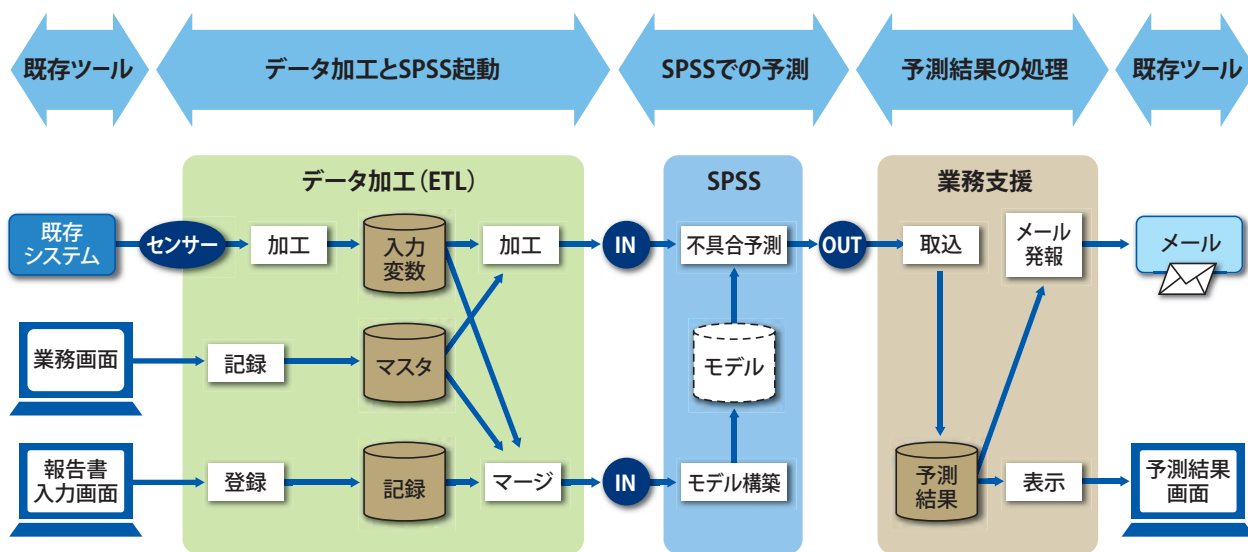 既存ツール
データ加工とSPSS起動
SPSSでの予測
予測結果の処理
既存ツール
データ加工（ETL）
SPSS
業務支援
既存
システム
センサー
加工
入力
変数
加工
IN
不具合予測
OUT
取込
メール
発報
メール
業務画面
記録
マスタ
モデル
報告書
入力画面
登録
記録
マージ
IN
モデル構築
予測
結果
表示
予測結果
画面